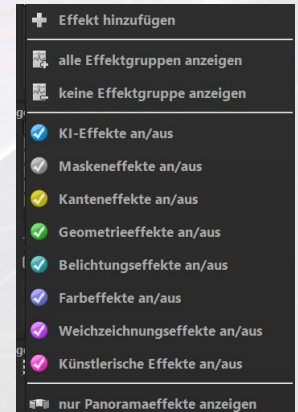 Effekt hinzufügen
alle Effektgruppen anzeigen
keine Effektgruppe anzeigen
KI-Effekte an/aus
Maskeneffekte an/aus
Kanteneffekte an/aus
Geometrieeffekte an/aus
Belichtungseffekte an/aus
Farbeffekte an/aus
Weichzeichnungseffekte an/aus
Künstlerische Effekte an/aus
nur Panoramaeffekte anzeigen